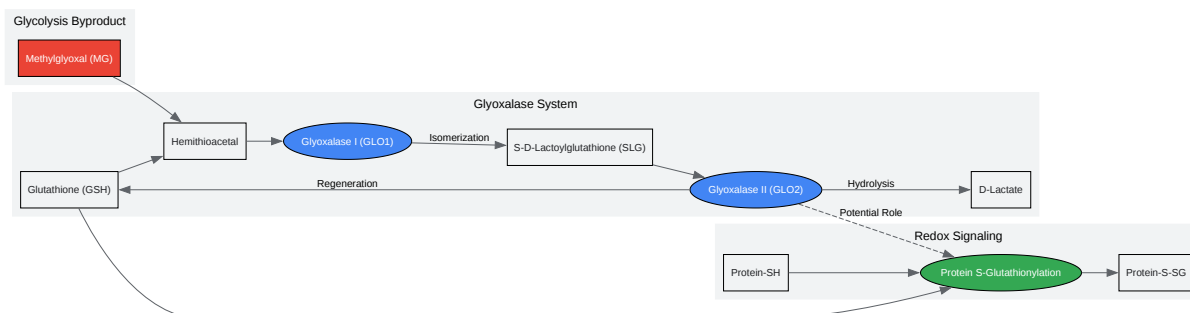 Glycolysis Byproduct
Methylglyoxal (MG)
Glyoxalase System
Hemithioacetal
Glyoxalase I (GLO1)
Isomerization
S-D-Lactoylglutathione (SLG)
Glutathione (GSH)
Regeneration
Glyoxalase II (GLO2)
Hydrolysis
D-Lactate
Potential Role
Redox Signaling
Protein-SH
Protein S-Glutathionylation
Protein-S-SG